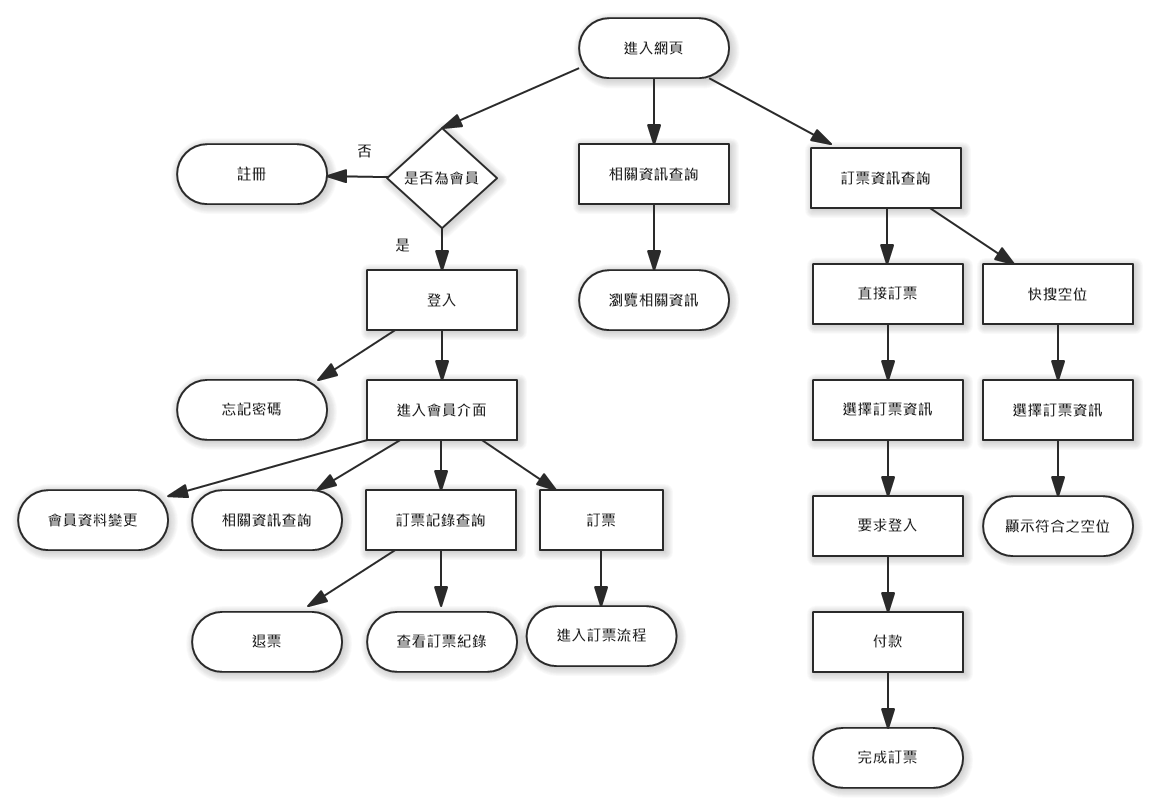 進入網頁
否
註冊
是否為會員
相關資訊查詢
訂票資訊查詢
是
登入
瀏覽相關資訊
直接訂票
快搜空位
忘記密碼
進入會員介面
選擇訂票資訊
選擇訂票資訊
會員資料變更
相關資訊查詢
訂票記錄查詢
訂票
要求登入
顯示符合之空位
退票
查看訂票紀錄
進入訂票流程
付款
完成訂票